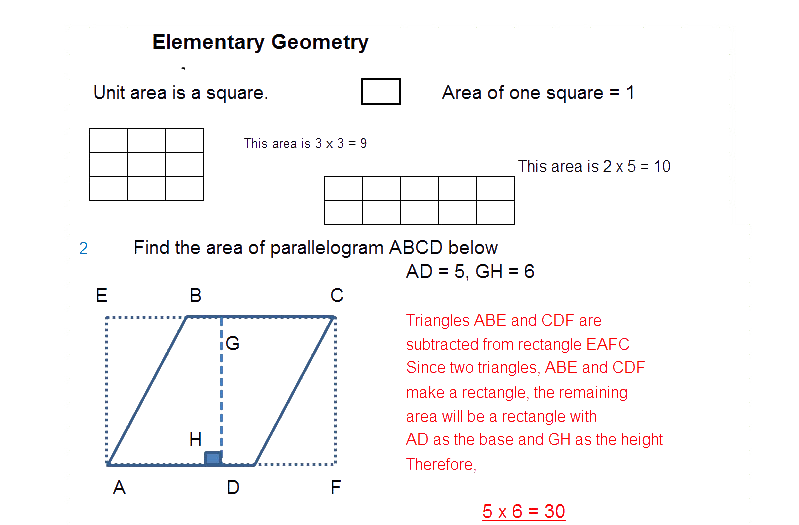 Elementary Geometry
Unit area is a square.
Area of one square = 1
This area is 3 x 3 = 9
This area is 2 x 5 = 10
2 Find the area of parallelogram ABCD below
AD = 5, GH = 6
E B C
G
H
A D F
Triangles ABE and CDF are
subtracted from rectangle EAFC
Since two triangles, ABE and CDF
make a rectangle, the remaining
area will be a rectangle with
AD as the base and GH as the height
Therefore,
5 x 6 = 30